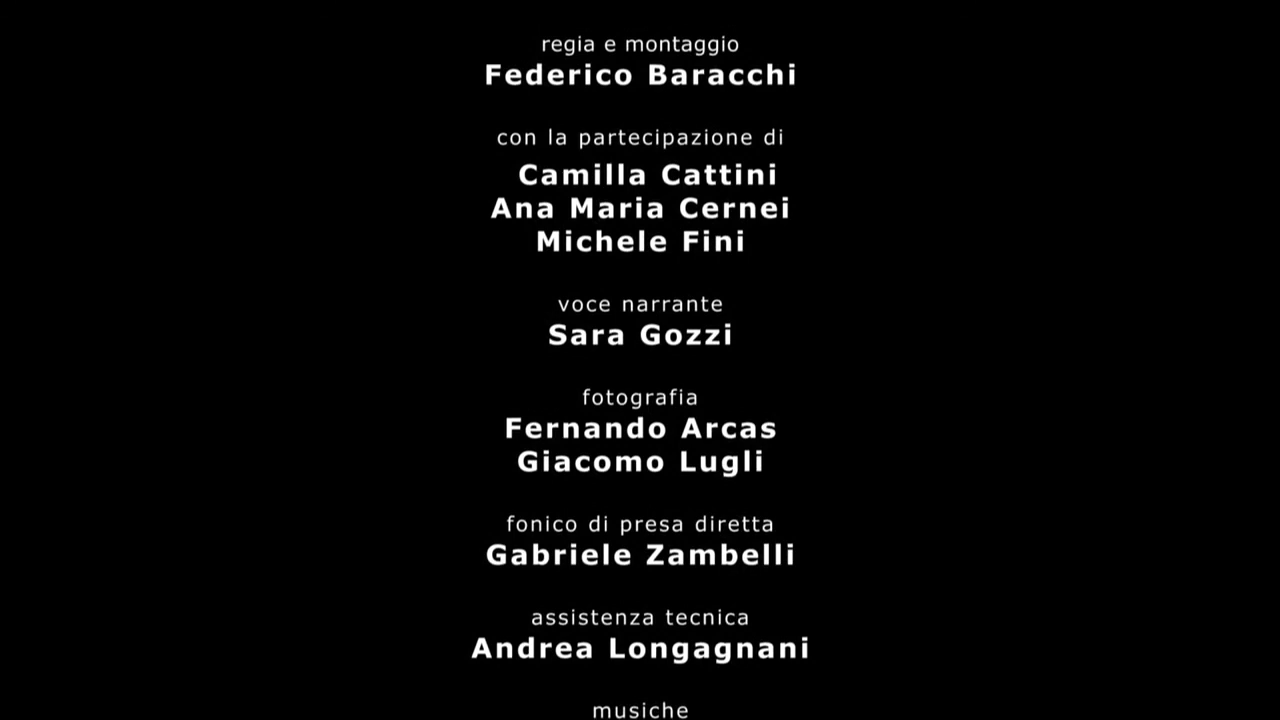 regia e montaggio
Federico Baracchi
con la partecipazione di
Camilla Cattini
Ana Maria Cernei
Michele Fini
voce narrante
Sara Gozzi
fotografia
Fernando Arcas
Giacomo Lugli
fonico di presa diretta
Gabriele Zambelli
assistenza tecnica
Andrea Longagnani
musiche